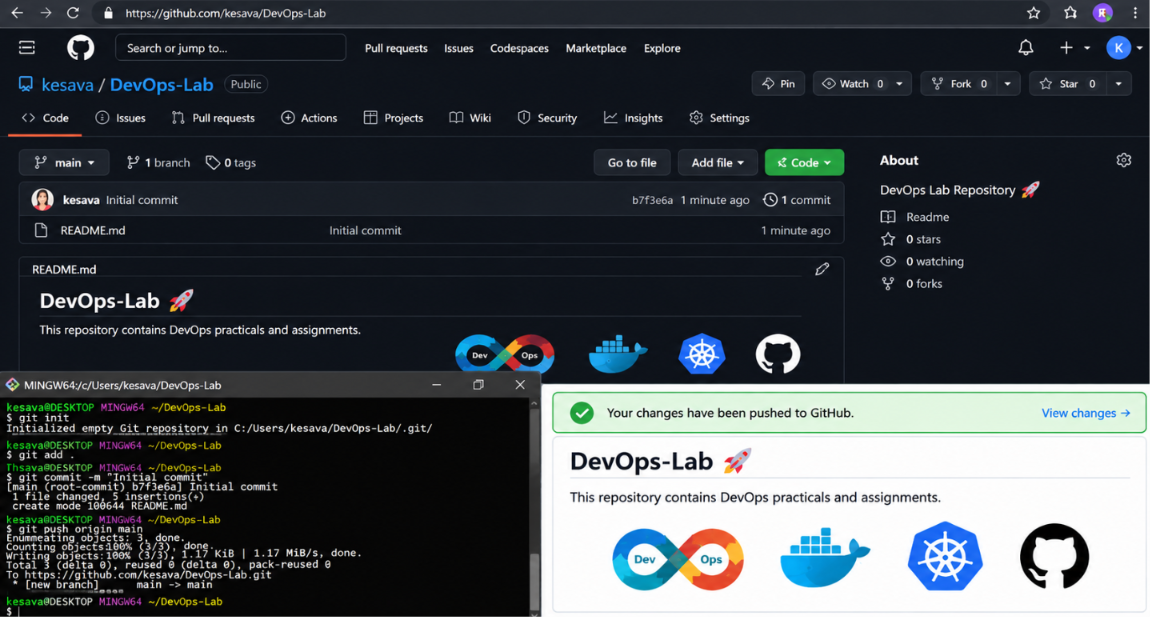 https://github.com/kesava/DevOps-Lab
Search or jump to...
Pull requests Issues Codespaces Marketplace Explore
K
kesava / DevOps-Lab Public
Pin Watch 0 Fork 0 Star 0
Code Issues Pull requests Actions Projects Wiki Security Insights Settings
main 1 branch 0 tags Go to file Add file Code
kesava Initial commit b7f3e6a 1 minute ago 1 commit
README.md Initial commit 1 minute ago
About
DevOps Lab Repository 🚀
Readme
0 stars
0 watching
0 forks
README.md
DevOps-Lab 🚀
This repository contains DevOps practicals and assignments.
Dev Ops
MINGW64:/c/Users/kesava/DevOps-Lab
kesava@DESKTOP MINGW64 ~/DevOps-Lab
$ git init
Initialized empty Git repository in C:/Users/kesava/DevOps-Lab/.git/
kesava@DESKTOP MINGW64 ~/DevOps-Lab
$ git add .
Thsava@DESKTOP MINGW64 ~/DevOps-Lab
$ git commit -m "Initial commit"
[main (root-commit) b7f3e6a] Initial commit
1 file changed, 5 insertions(+)
create mode 100644 README.md
kesava@DESKTOP MINGW64 ~/DevOps-Lab
$ git push origin main
Enummeating objects: 3, done.
Counting objects:100% (3/3), done.
Writing objects:100% (3/3), 1.17 KiB | 1.17 MiB/s, done.
Total 3 (delta 0), reused 0 (delta 0), pack-reused 0
To https://github.com/kesava/DevOps-Lab.git
* [new branch] main -> main
kesava@DESKTOP MINGW64 ~/DevOps-Lab
$
Your changes have been pushed to GitHub. View changes →
DevOps-Lab 🚀
This repository contains DevOps practicals and assignments.
Dev Ops